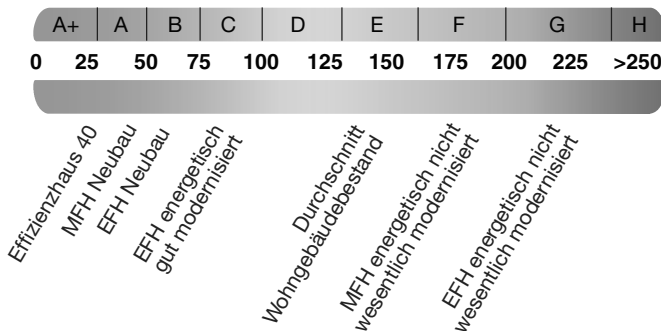 A+ A B C D E F G H
0 25 50 75 100 125 150 175 200 225 >250
Effizienzhaus 40
MFH Neubau
EFH Neubau
EFH energetisch
gut modernisiert
Durchschnitt
Wohngebäudebestand
MFH energetisch nicht
wesentlich modernisiert
EFH energetisch nicht
wesentlich modernisiert